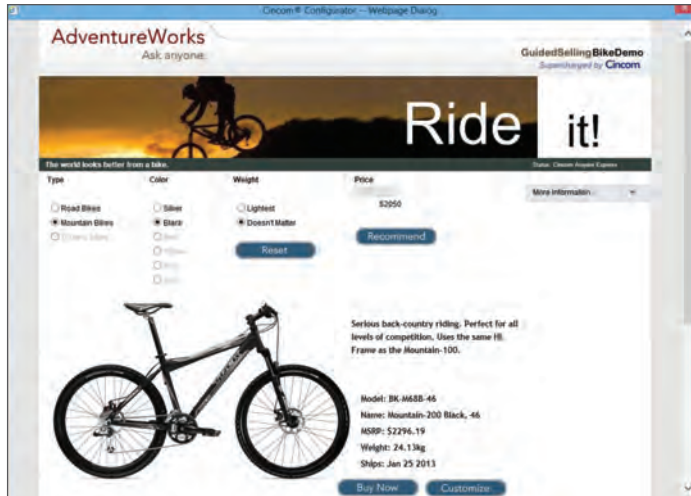 Cincom® Configurator -- Webpage Dialog
AdventureWorks
Ask anyone.
GuidedSellingBikeDemo
Supercharged by Cincom
Ride it!
The world looks better from a bike.
Status: Cincom Acquire Express
Type Color Weight Price
More Information...
Road Bikes Silver Lightest $2050
Mountain Bikes Black Doesn't Matter
Reset Recommend
Serious back-country riding. Perfect for all
levels of competition. Uses the same HL
Frame as the Mountain-100.
Model: BK-M68B-46
Name: Mountain-200 Black, 46
MSRP: $2296.19
Weight: 24.13kg
Ships: Jan 25 2013
Buy Now Customize